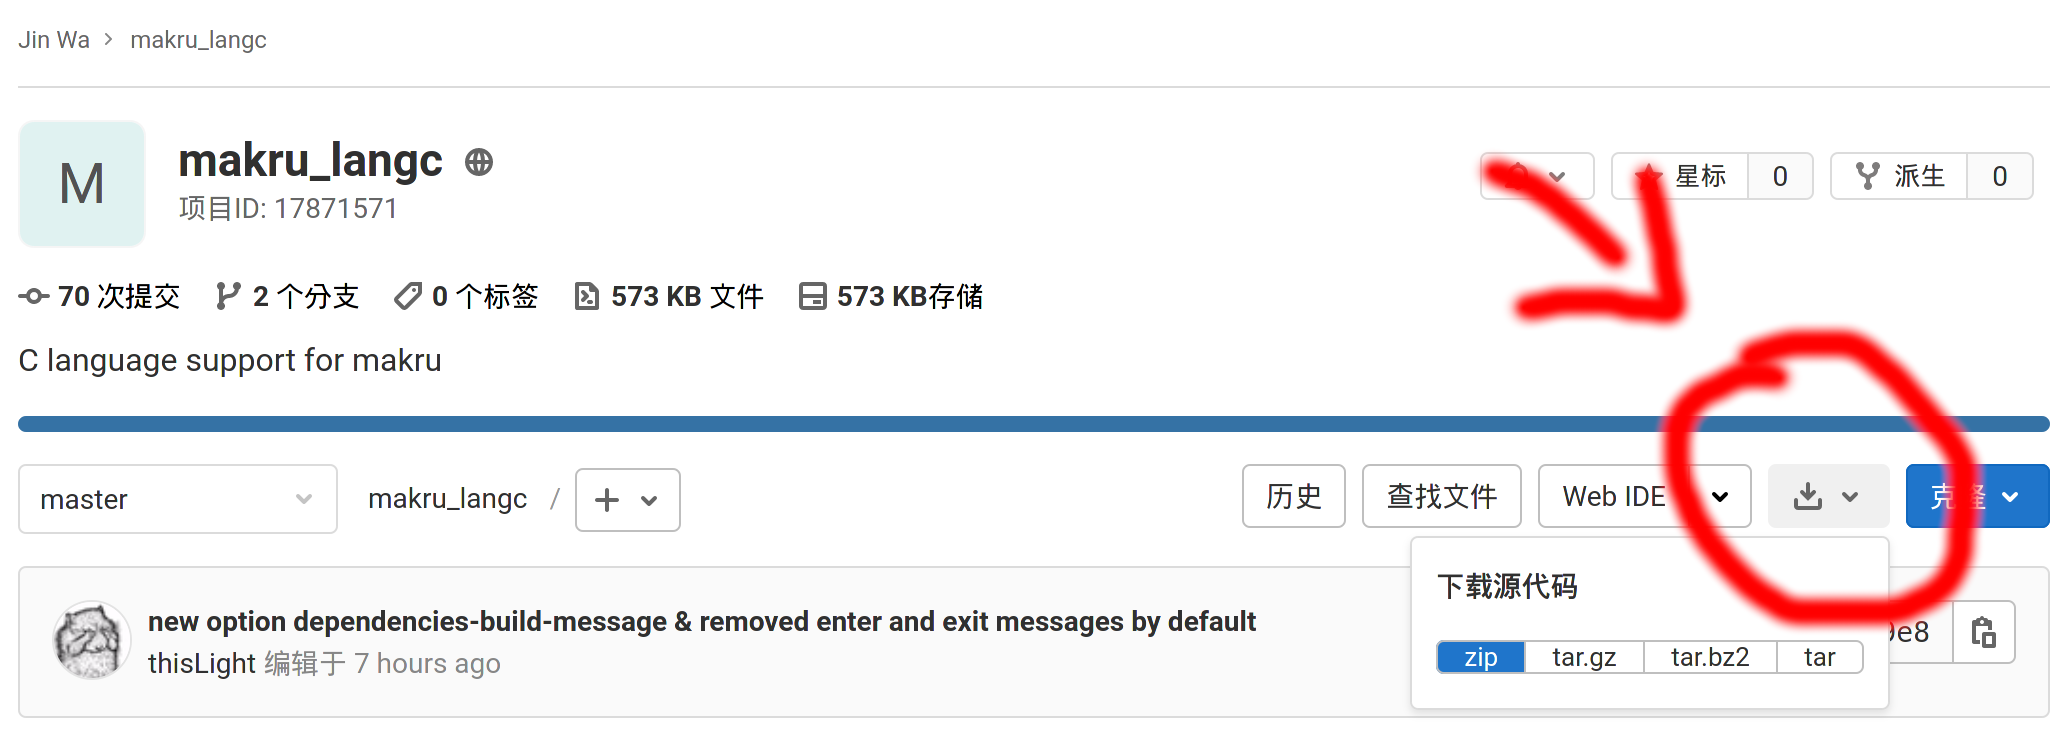 Jin Wa > makru_langc
M
makru_langc
项目ID: 17871571
星标 0
派生 0
70 次提交 2 个分支 0 个标签 573 KB 文件 573 KB存储
C language support for makru
master
makru_langc /
历史 查找文件 Web IDE 克隆
下载源代码
zip tar.gz tar.bz2 tar
new option dependencies-build-message & removed enter and exit messages by default
thisLight 编辑于 7 hours ago
9e8